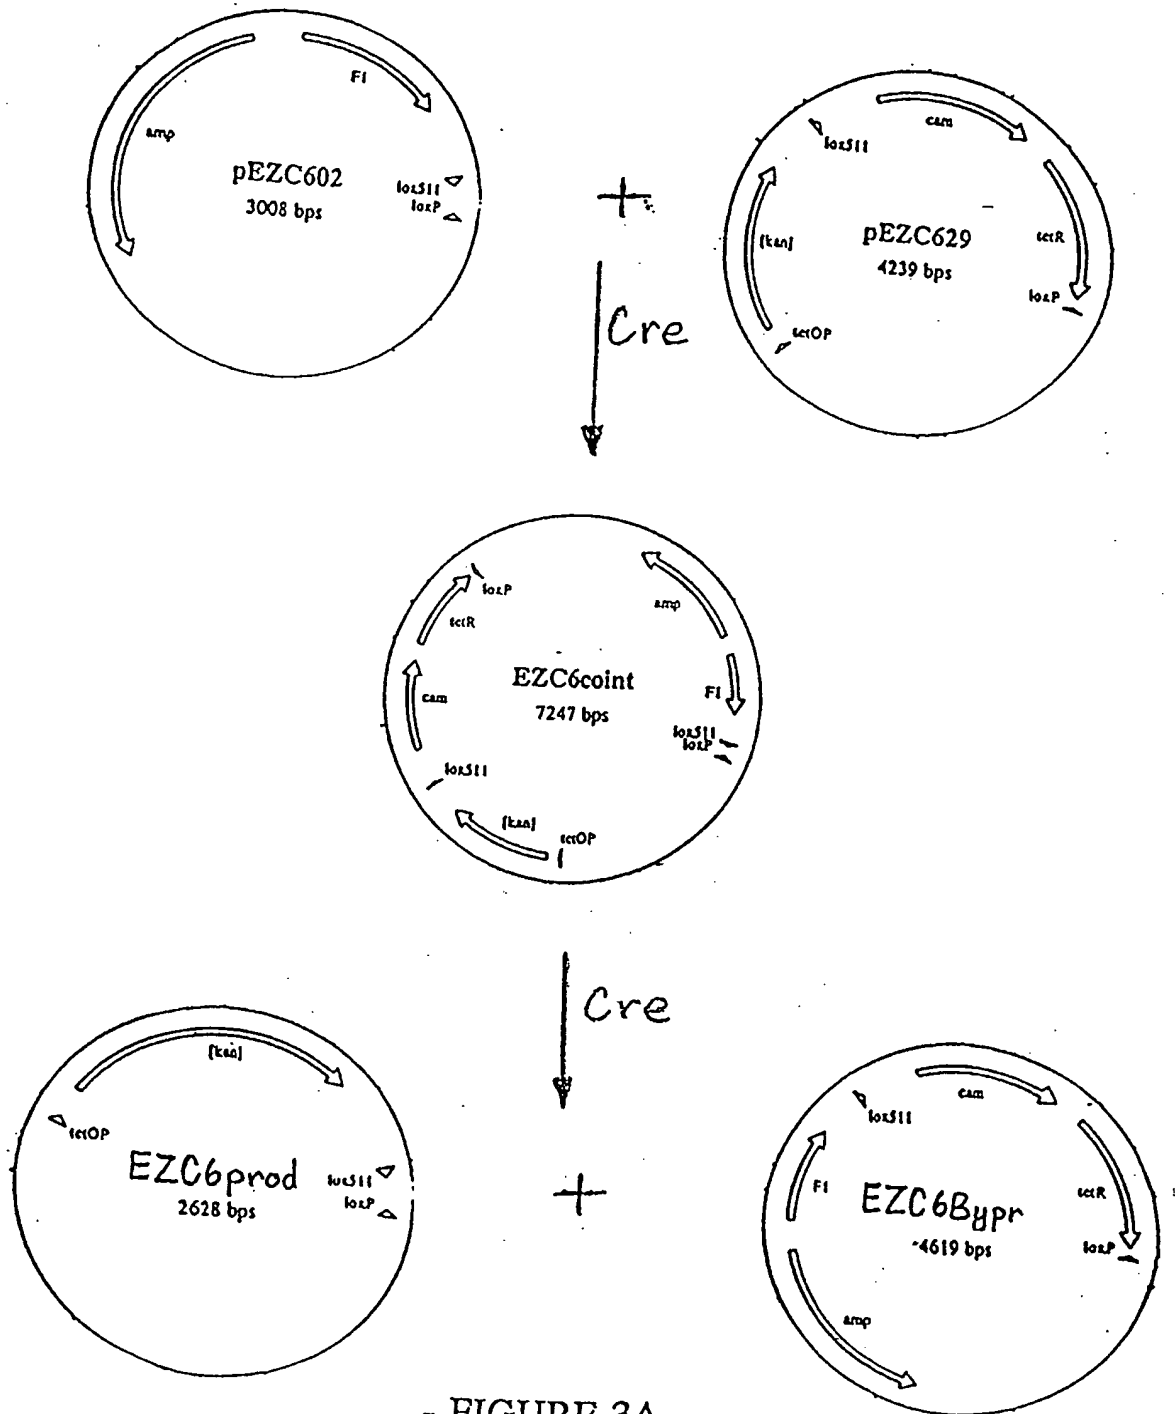 F1
amp
pEZC602
3008 bps
lox511
loxP
+
cam
lox511
[kan]
pEZC629
4239 bps
tetR
loxP
tetOP
Cre
loxP
tetR
amp
EZC6coint
7247 bps
cam
F1
lox511
loxP
lox511
[kan]
tetOP
Cre
[kan]
tetOP
EZC6prod
2628 bps
lox511
loxP
+
cam
lox511
F1
EZC6Bypr
4619 bps
tetR
loxP
amp
FIGURE 3A